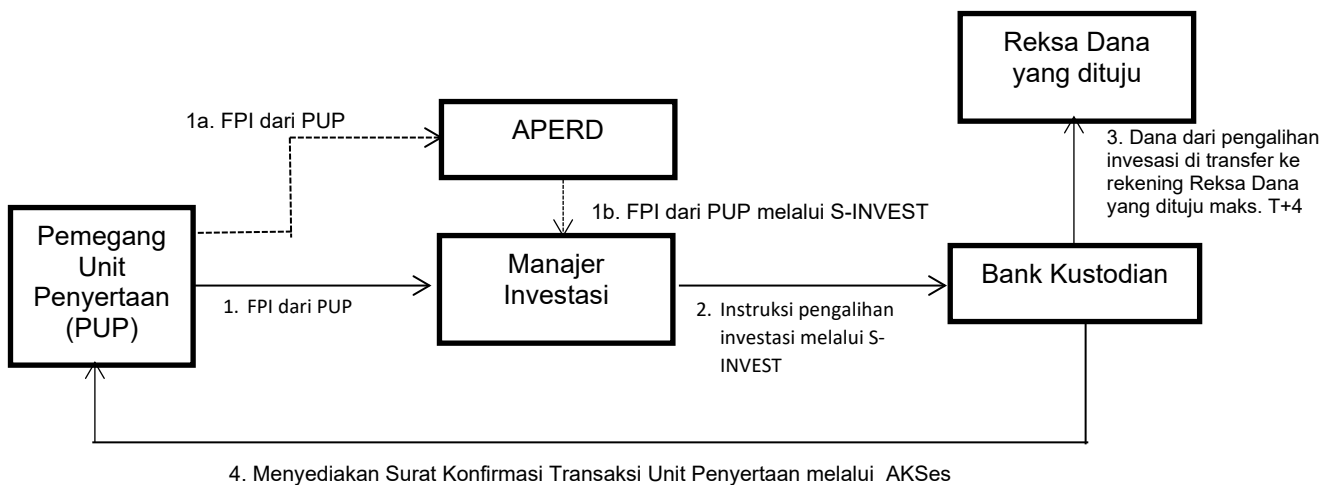 Reksa Dana
yang dituju
1a. FPI dari PUP
APERD
3. Dana dari pengalihan
invesasi di transfer ke
rekening Reksa Dana
yang dituju maks. T+4
1b. FPI dari PUP melalui S-INVEST
Pemegang
Unit
Penyertaan
(PUP)
Manajer
Investasi
Bank Kustodian
1. FPI dari PUP
2. Instruksi pengalihan
investasi melalui S-
INVEST
4. Menyediakan Surat Konfirmasi Transaksi Unit Penyertaan melalui AKSes